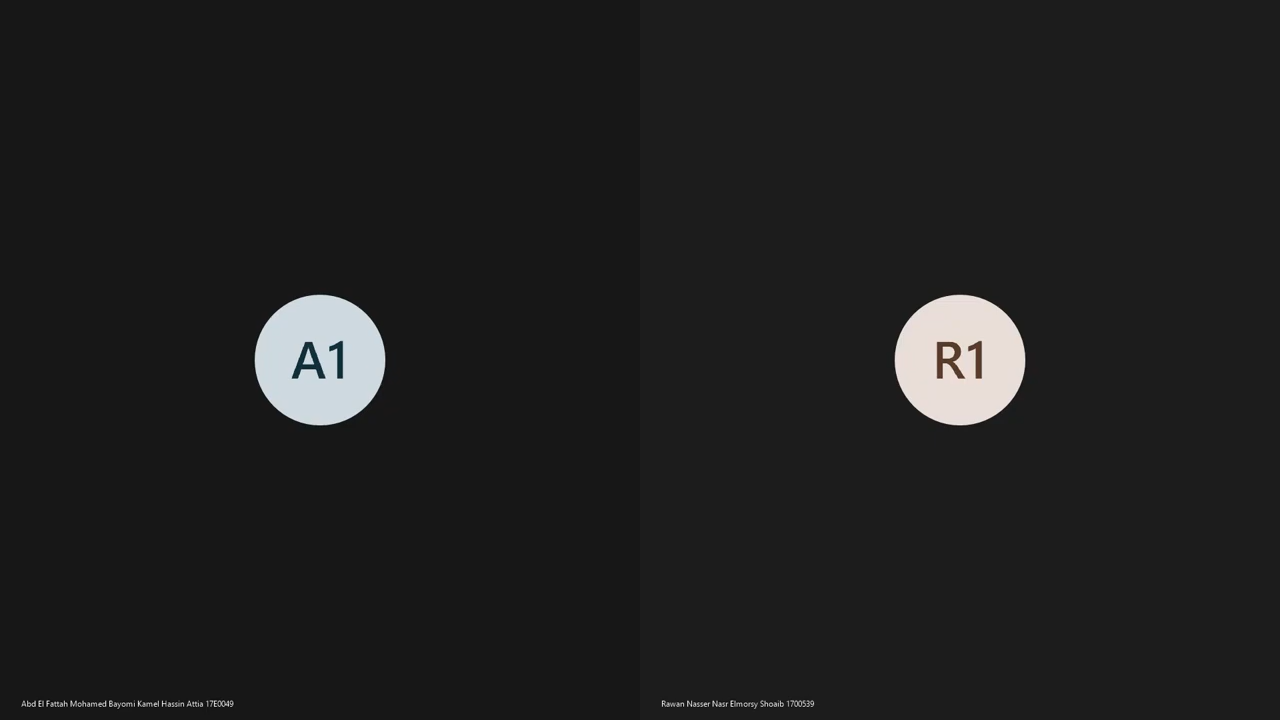 A1
R1
Abd El Fattah Mohamed Bayomi Kamel Hassin Attia 17E0049
Rawan Nasser Nasr Elmorsy Shoaib 1700539